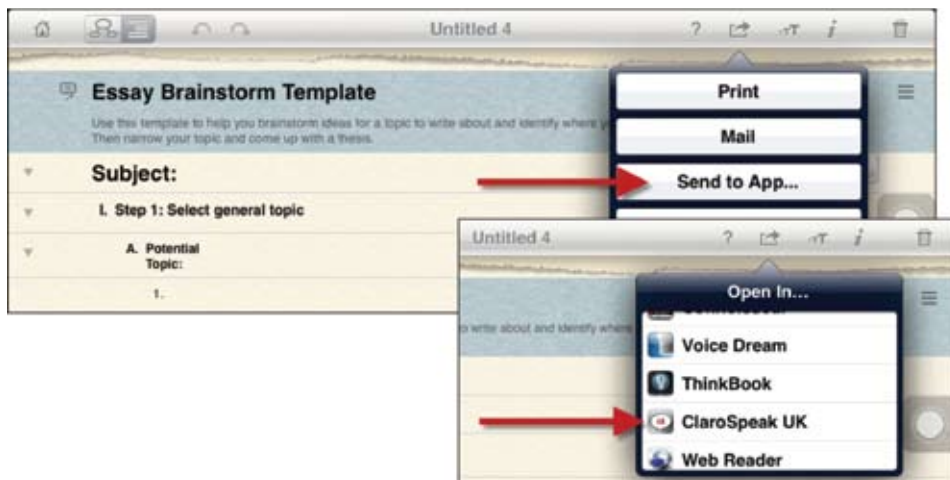 Untitled 4
?
i
Essay Brainstorm Template
Use this template to help you brainstorm ideas for a topic to write about and identify where
Then narrow your topic and come up with a thesis.
Subject:
I. Step 1: Select general topic
A. Potential
Topic:
1.
Print
Mail
Send to App...
Untitled 4
?
i
to write about and identify where
Open In...
Voice Dream
ThinkBook
ClaroSpeak UK
Web Reader